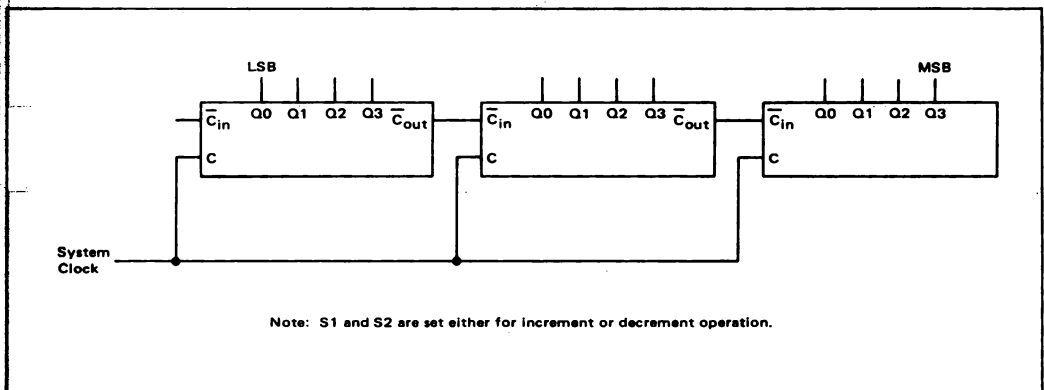 LSB
MSB
Q0 Q1 Q2 Q3
C̅in C̅out
C
Q0 Q1 Q2 Q3
C̅in C̅out
C
Q0 Q1 Q2 Q3
C̅in
C
System
Clock
Note: S1 and S2 are set either for increment or decrement operation.